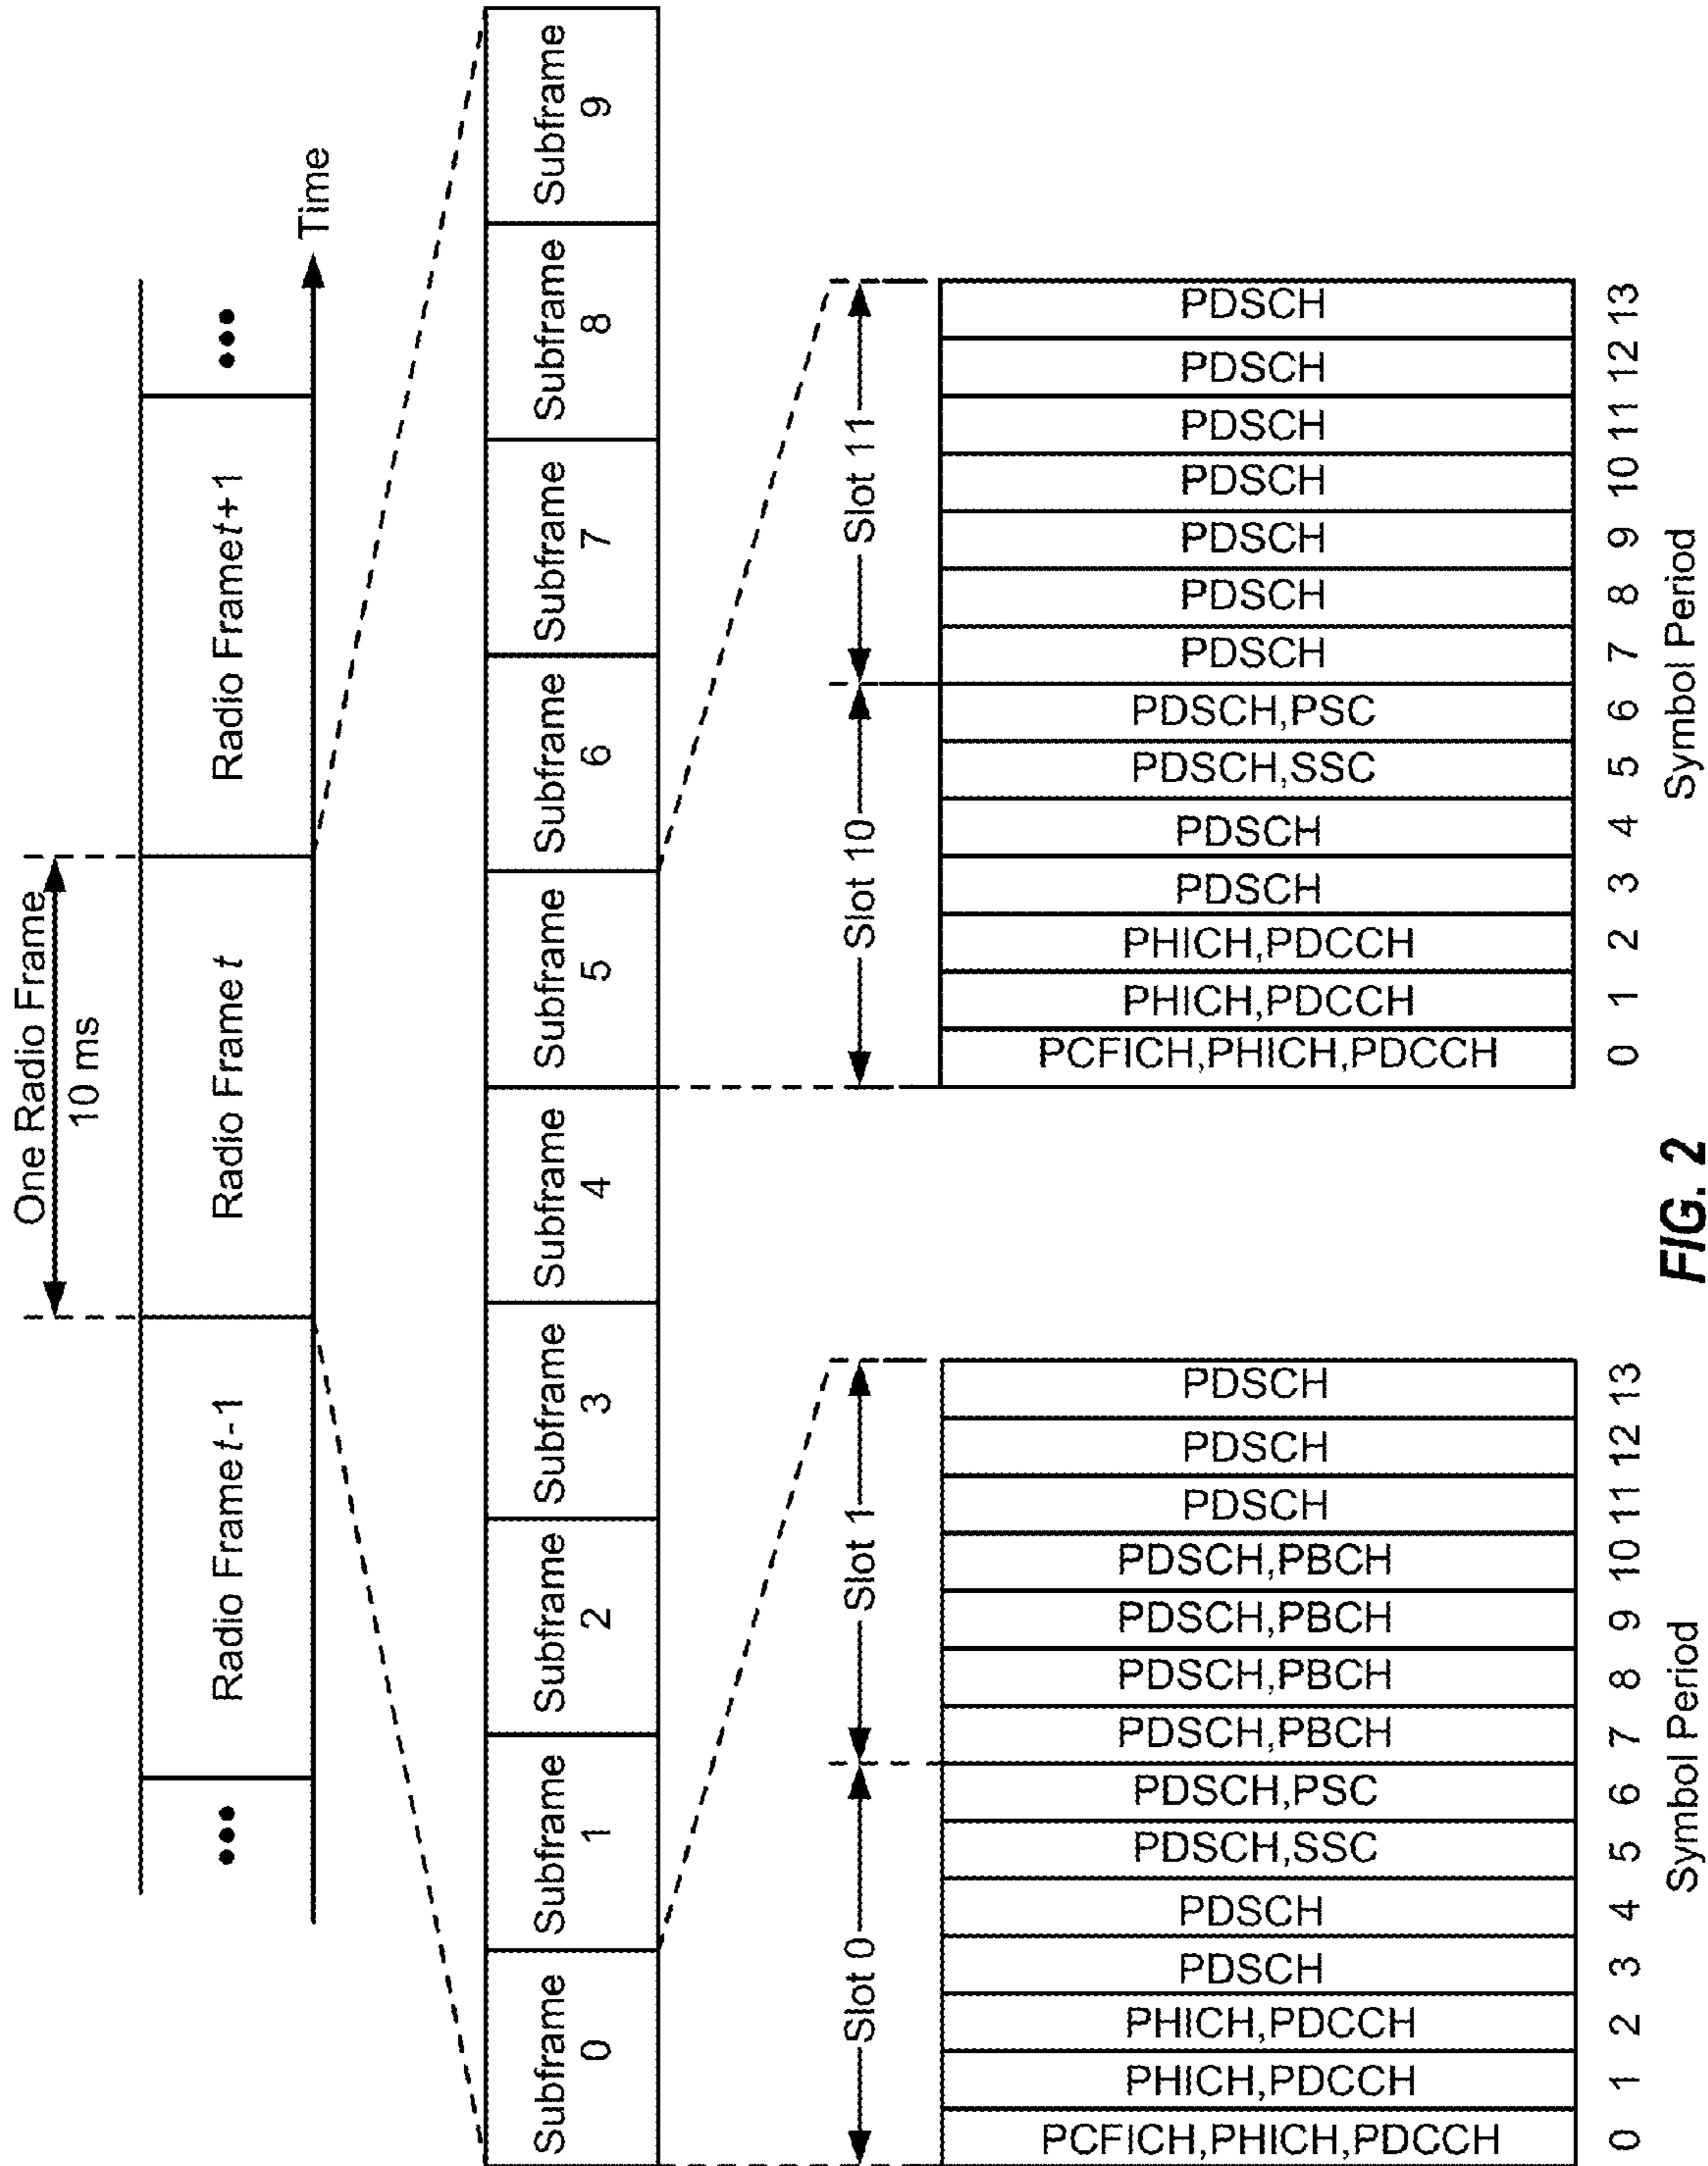 One Radio Frame
10 ms
••• Radio Frame t-1 Radio Frame t Radio Frame t+1 •••
Time
Subframe 0
Subframe 1
Subframe 2
Subframe 3
Subframe 4
Subframe 5
Subframe 6
Subframe 7
Subframe 8
Subframe 9
Slot 0
Slot 1
PCFICH,PHICH,PDCCH
PHICH,PDCCH
PHICH,PDCCH
PDSCH
PDSCH
PDSCH,SSC
PDSCH,PSC
PDSCH,PBCH
PDSCH,PBCH
PDSCH,PBCH
PDSCH,PBCH
PDSCH
PDSCH
PDSCH
0 1 2 3 4 5 6 7 8 9 10 11 12 13
Symbol Period
Slot 10
Slot 11
PCFICH,PHICH,PDCCH
PHICH,PDCCH
PHICH,PDCCH
PDSCH
PDSCH
PDSCH,SSC
PDSCH,PSC
PDSCH
PDSCH
PDSCH
PDSCH
PDSCH
PDSCH
PDSCH
0 1 2 3 4 5 6 7 8 9 10 11 12 13
Symbol Period
FIG. 2